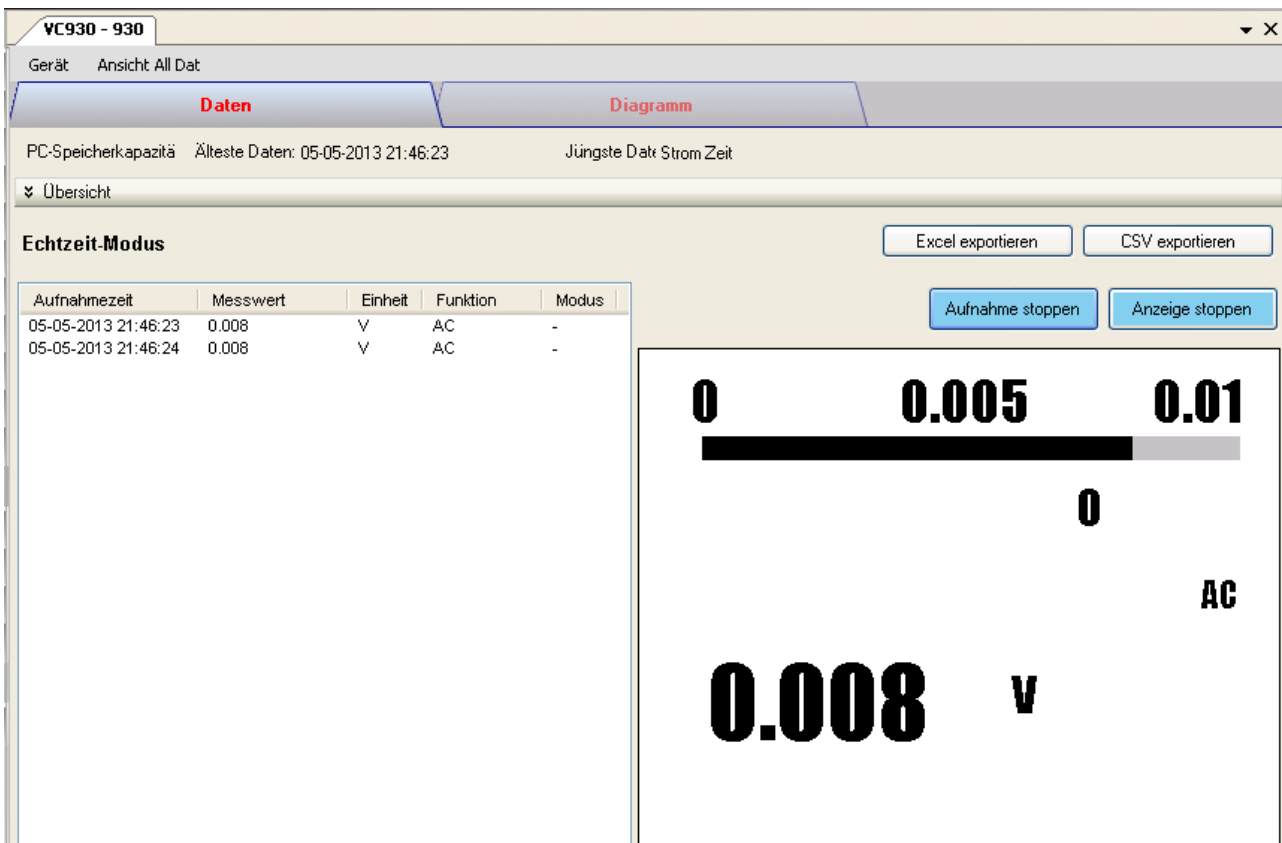 VC930 - 930
Gerät Ansicht All Dat
Daten Diagramm
PC-Speicherkapazitä Älteste Daten: 05-05-2013 21:46:23 Jüngste Date Strom Zeit
Übersicht
Echtzeit-Modus
Excel exportieren CSV exportieren
Aufnahmezeit Messwert Einheit Funktion Modus
05-05-2013 21:46:23 0.008 V AC -
05-05-2013 21:46:24 0.008 V AC -
Aufnahme stoppen Anzeige stoppen
0 0.005 0.01
0
AC
0.008 V